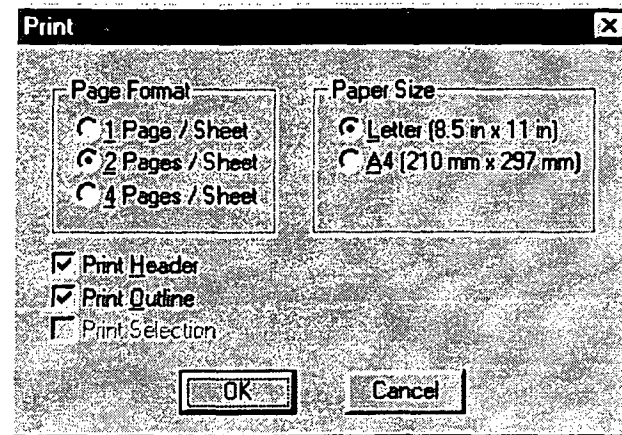 Print
Page Format
1 Page / Sheet
2 Pages / Sheet
4 Pages / Sheet
Paper Size
Letter (8.5 in x 11 in)
A4 (210 mm x 297 mm)
Print Header
Print Outline
Print Selection
OK
Cancel